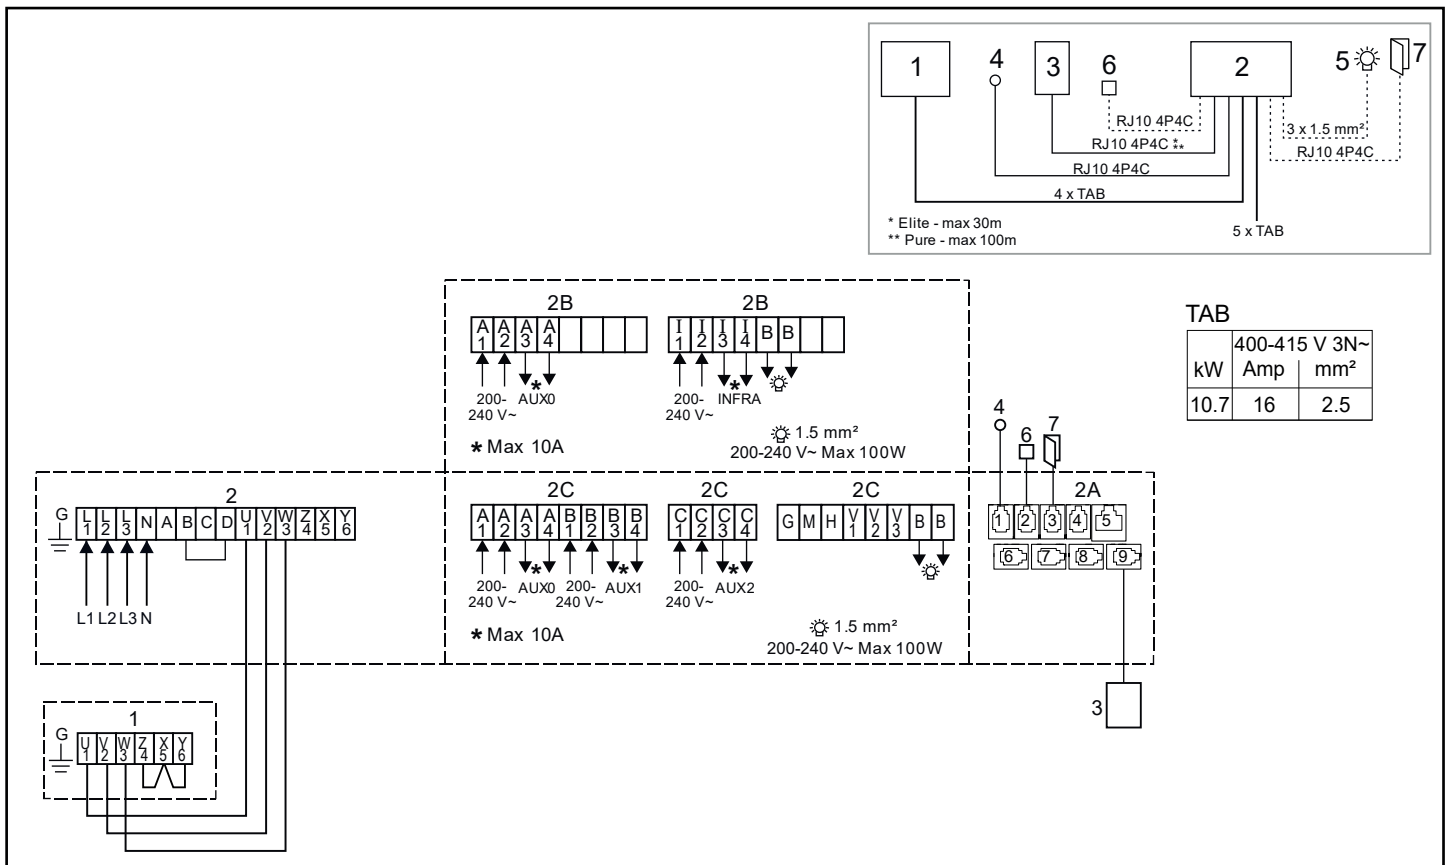 1
4
3
6
2
5
7
RJ10 4P4C
3 x 1.5 mm²
RJ10 4P4C * **
RJ10 4P4C
RJ10 4P4C
4 x TAB
* Elite - max 30m
** Pure - max 100m
5 x TAB
2B
A1 A2 A3 A4
200-240 V~
* AUX0
* Max 10A
2B
I1 I2 I3 I4 B B
200-240 V~
* INFRA
1.5 mm²
200-240 V~ Max 100W
TAB
400-415 V 3N~
kW Amp mm²
10.7 16 2.5
2
G
L1 L2 L3 N A B C D U1 V2 W3 Z4 X5 Y6
L1 L2 L3 N
2C
A1 A2 A3 A4 B1 B2 B3 B4
200-240 V~
* AUX0
200-240 V~
* AUX1
* Max 10A
2C
C1 C2 C3 C4
200-240 V~
* AUX2
2C
G M H V1 V2 V3 B B
1.5 mm²
200-240 V~ Max 100W
4
6
7
2A
1 2 3 4 5
6 7 8 9
3
1
G
U1 V2 W3 Z4 X5 Y6